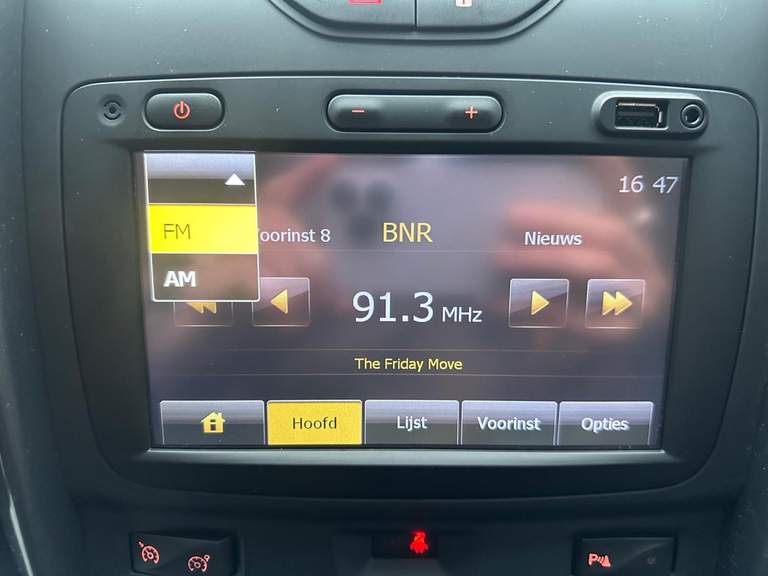 16 47
FM
AM
Voorinst 8
BNR
Nieuws
91.3 MHz
The Friday Move
Hoofd
Lijst
Voorinst
Opties
P